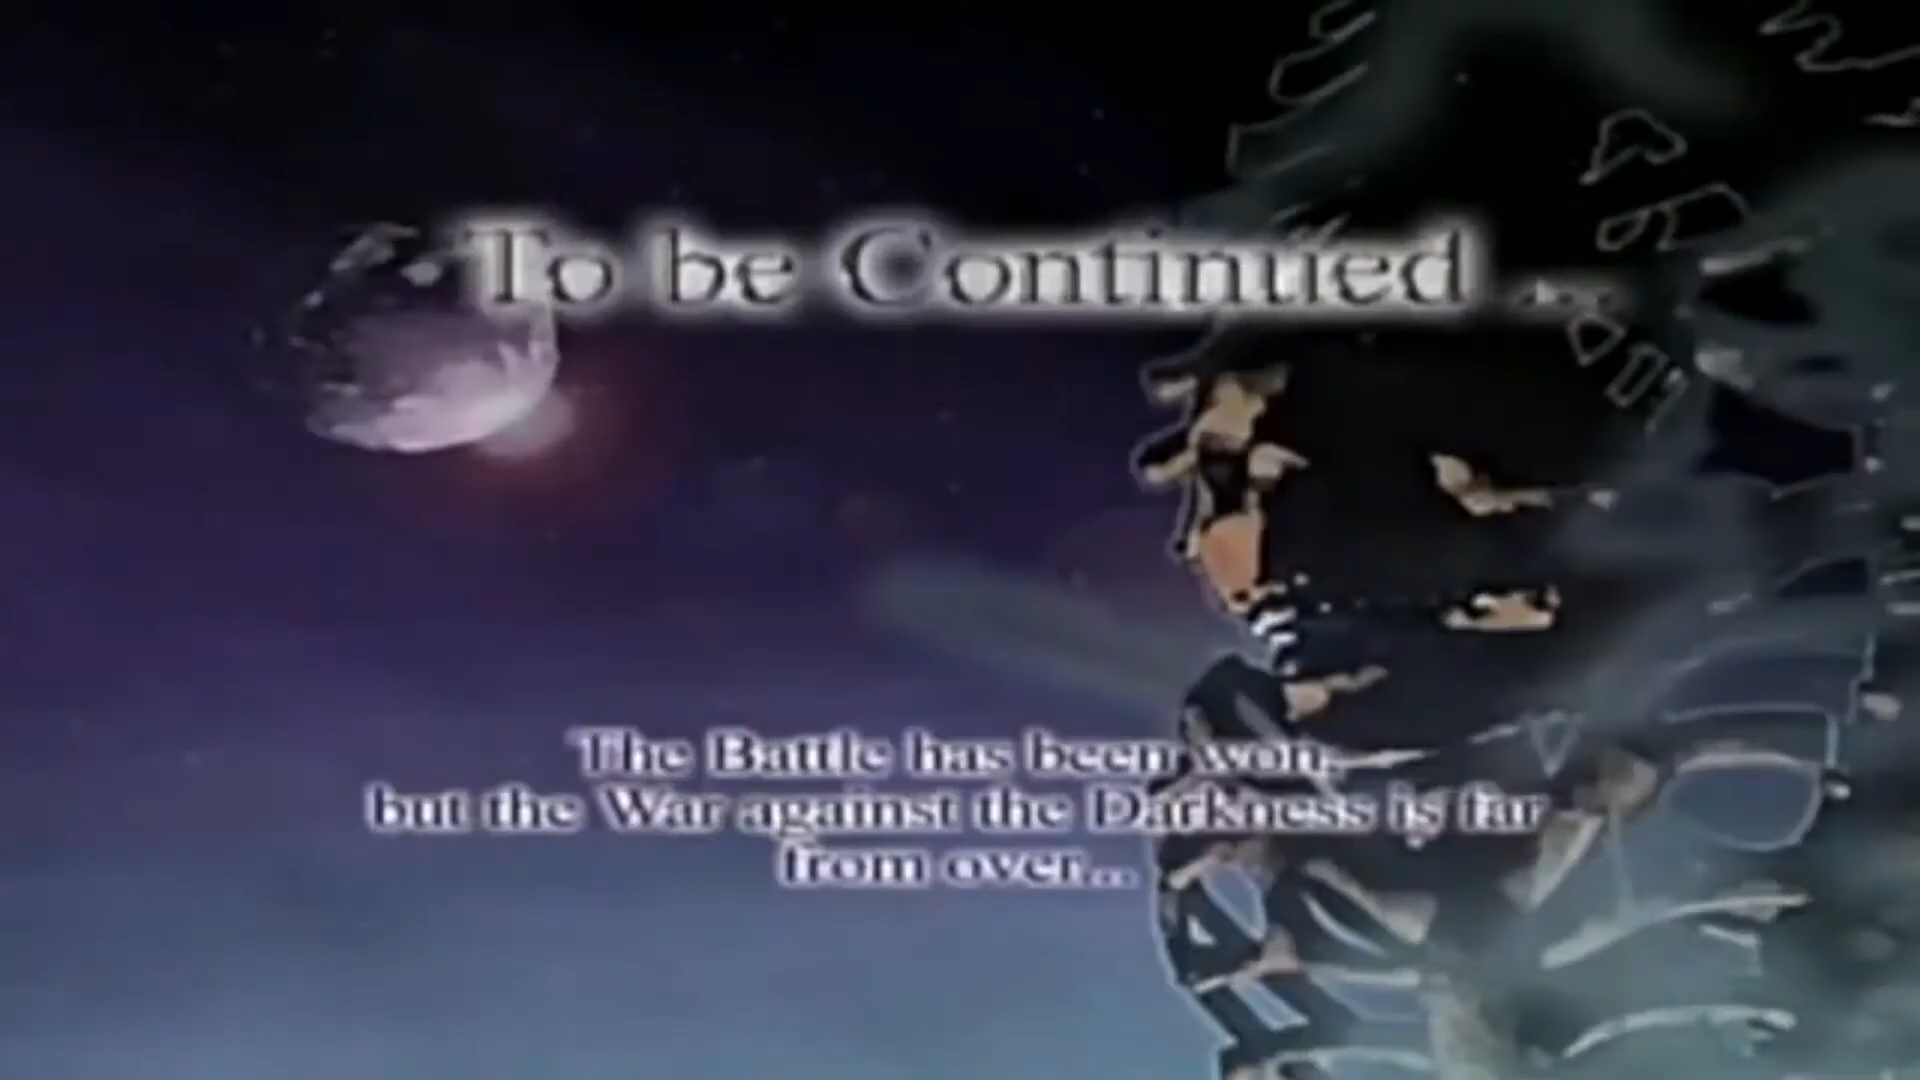 To be Continued ...
The Battle has been won,
but the War against the Darkness is far
from over...